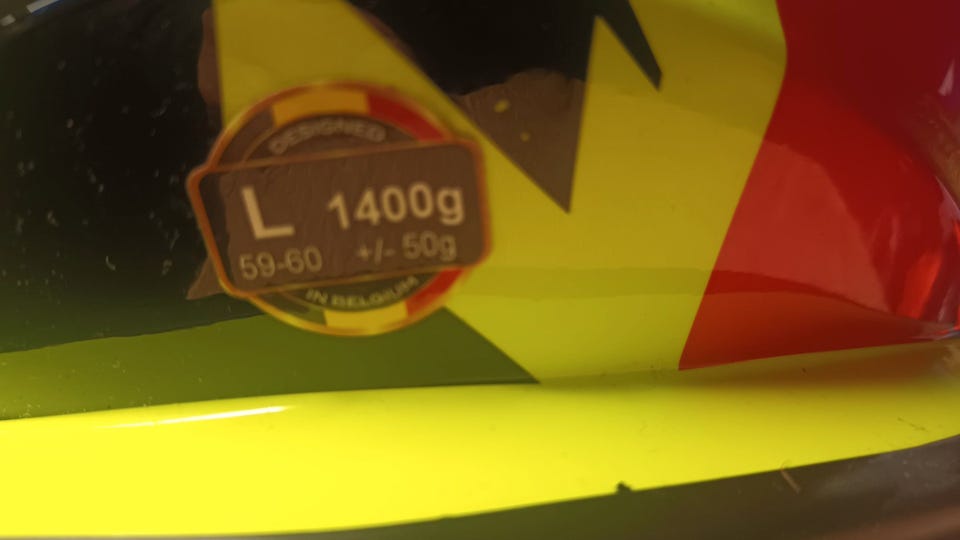 DESIGNED
L 1400g
59-60 +/- 50g
IN BELGIUM